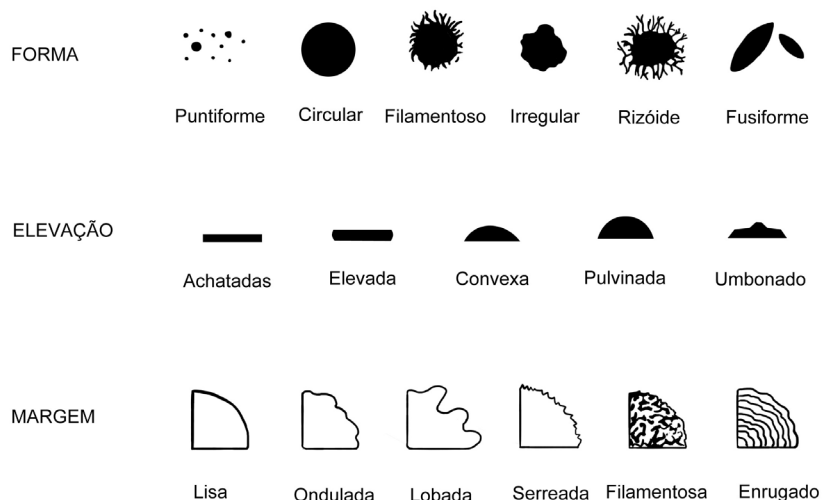 FORMA
Puntiforme Circular Filamentoso Irregular Rizóide Fusiforme
ELEVAÇÃO
Achatadas Elevada Convexa Pulvinada Umbonado
MARGEM
Lisa Ondulada Lobada Serreada Filamentosa Enrugado